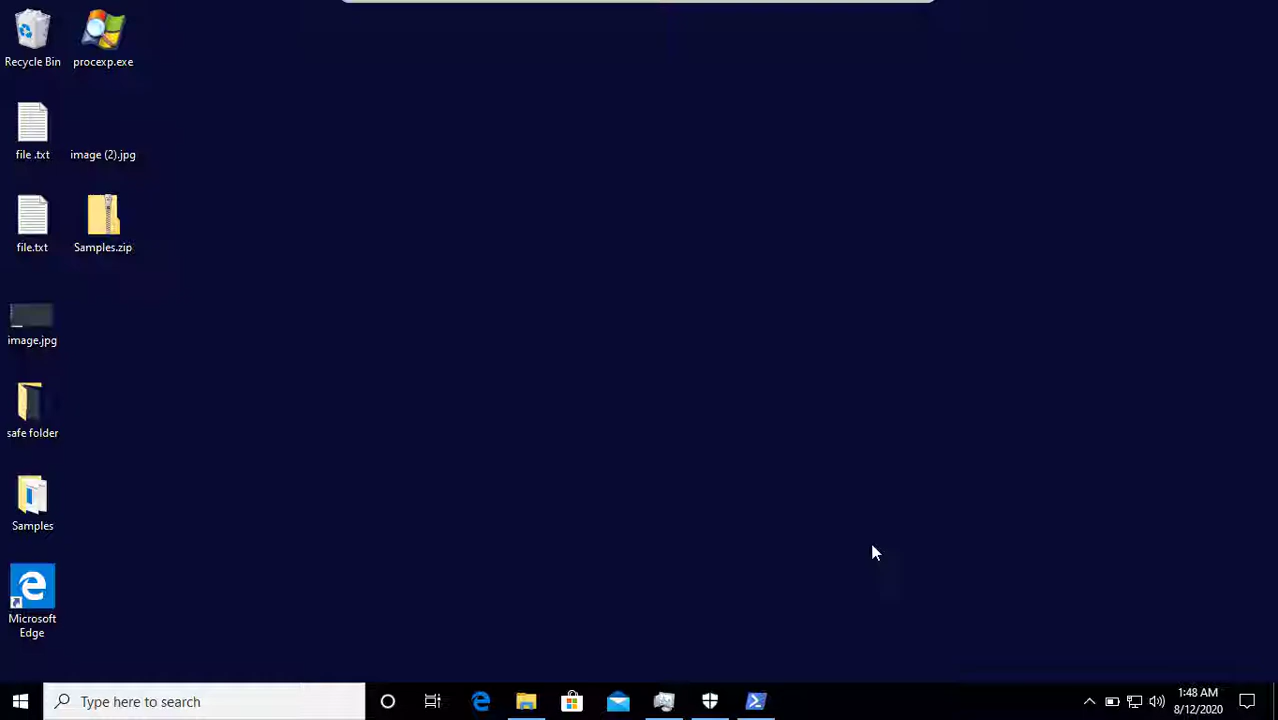 Recycle Bin
procexp.exe
file .txt
image (2).jpg
file.txt
Samples.zip
image.jpg
safe folder
Samples
Microsoft
Edge
Type here to search
1:48 AM
8/12/2020